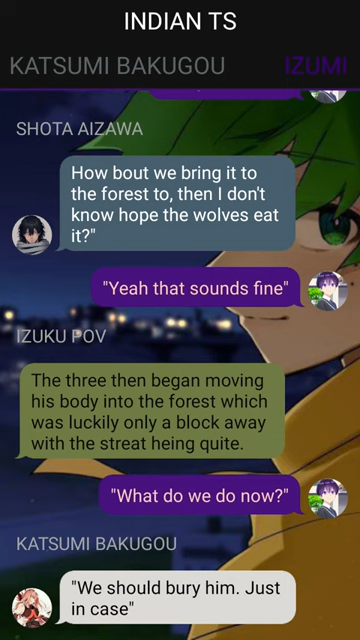 INDIAN TS
KATSUMI BAKUGOU IZUMI
SHOTA AIZAWA
How bout we bring it to
the forest to, then I don't
know hope the wolves eat
it?"
"Yeah that sounds fine"
IZUKU POV
The three then began moving
his body into the forest which
was luckily only a block away
with the streat heing quite.
"What do we do now?"
KATSUMI BAKUGOU
"We should bury him. Just
in case"